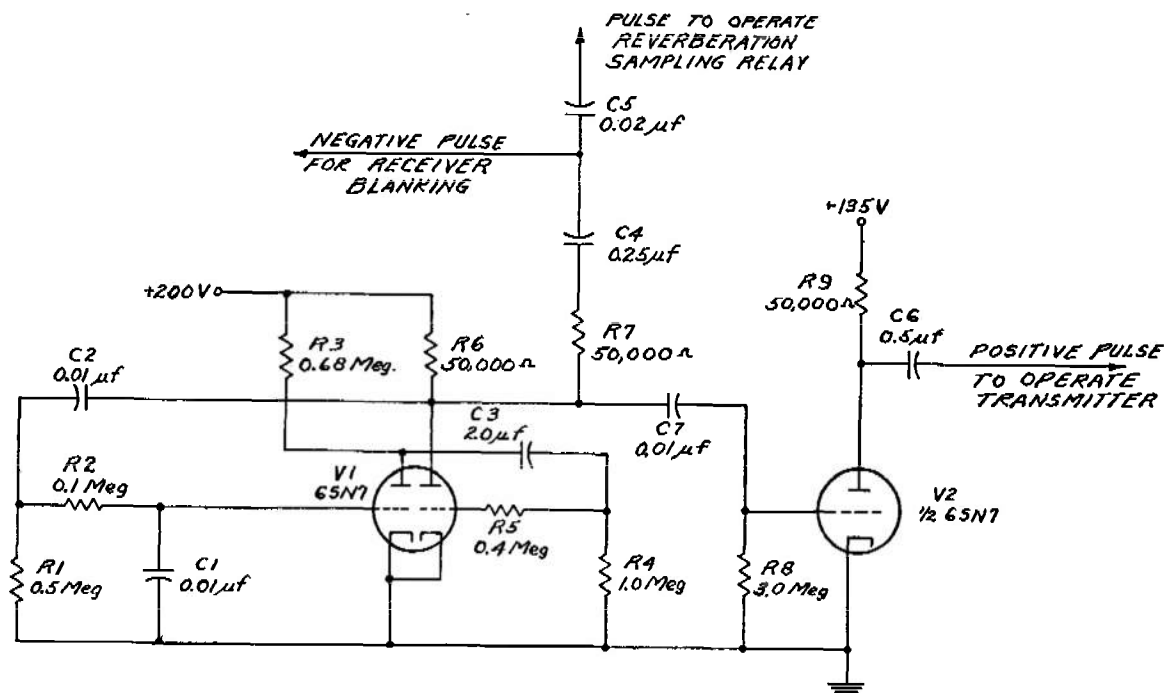 PULSE TO OPERATE
REVERBERATION
SAMPLING RELAY
C5
0.02 µf
NEGATIVE PULSE
FOR RECEIVER
BLANKING
+135V
C4
0.25µf
R9
50,000Ω
C6
0.5µf
+200V
R3
0.68 Meg.
R6
50,000Ω
R7
50,000Ω
POSITIVE PULSE
TO OPERATE
TRANSMITTER
C2
0.01 µf
C3
20µf
C7
0.01µf
R2
0.1 Meg
V1
6SN7
V2
1/2 6SN7
R5
0.4 Meg
R1
0.5 Meg
C1
0.01µf
R4
1.0 Meg
R8
3.0 Meg